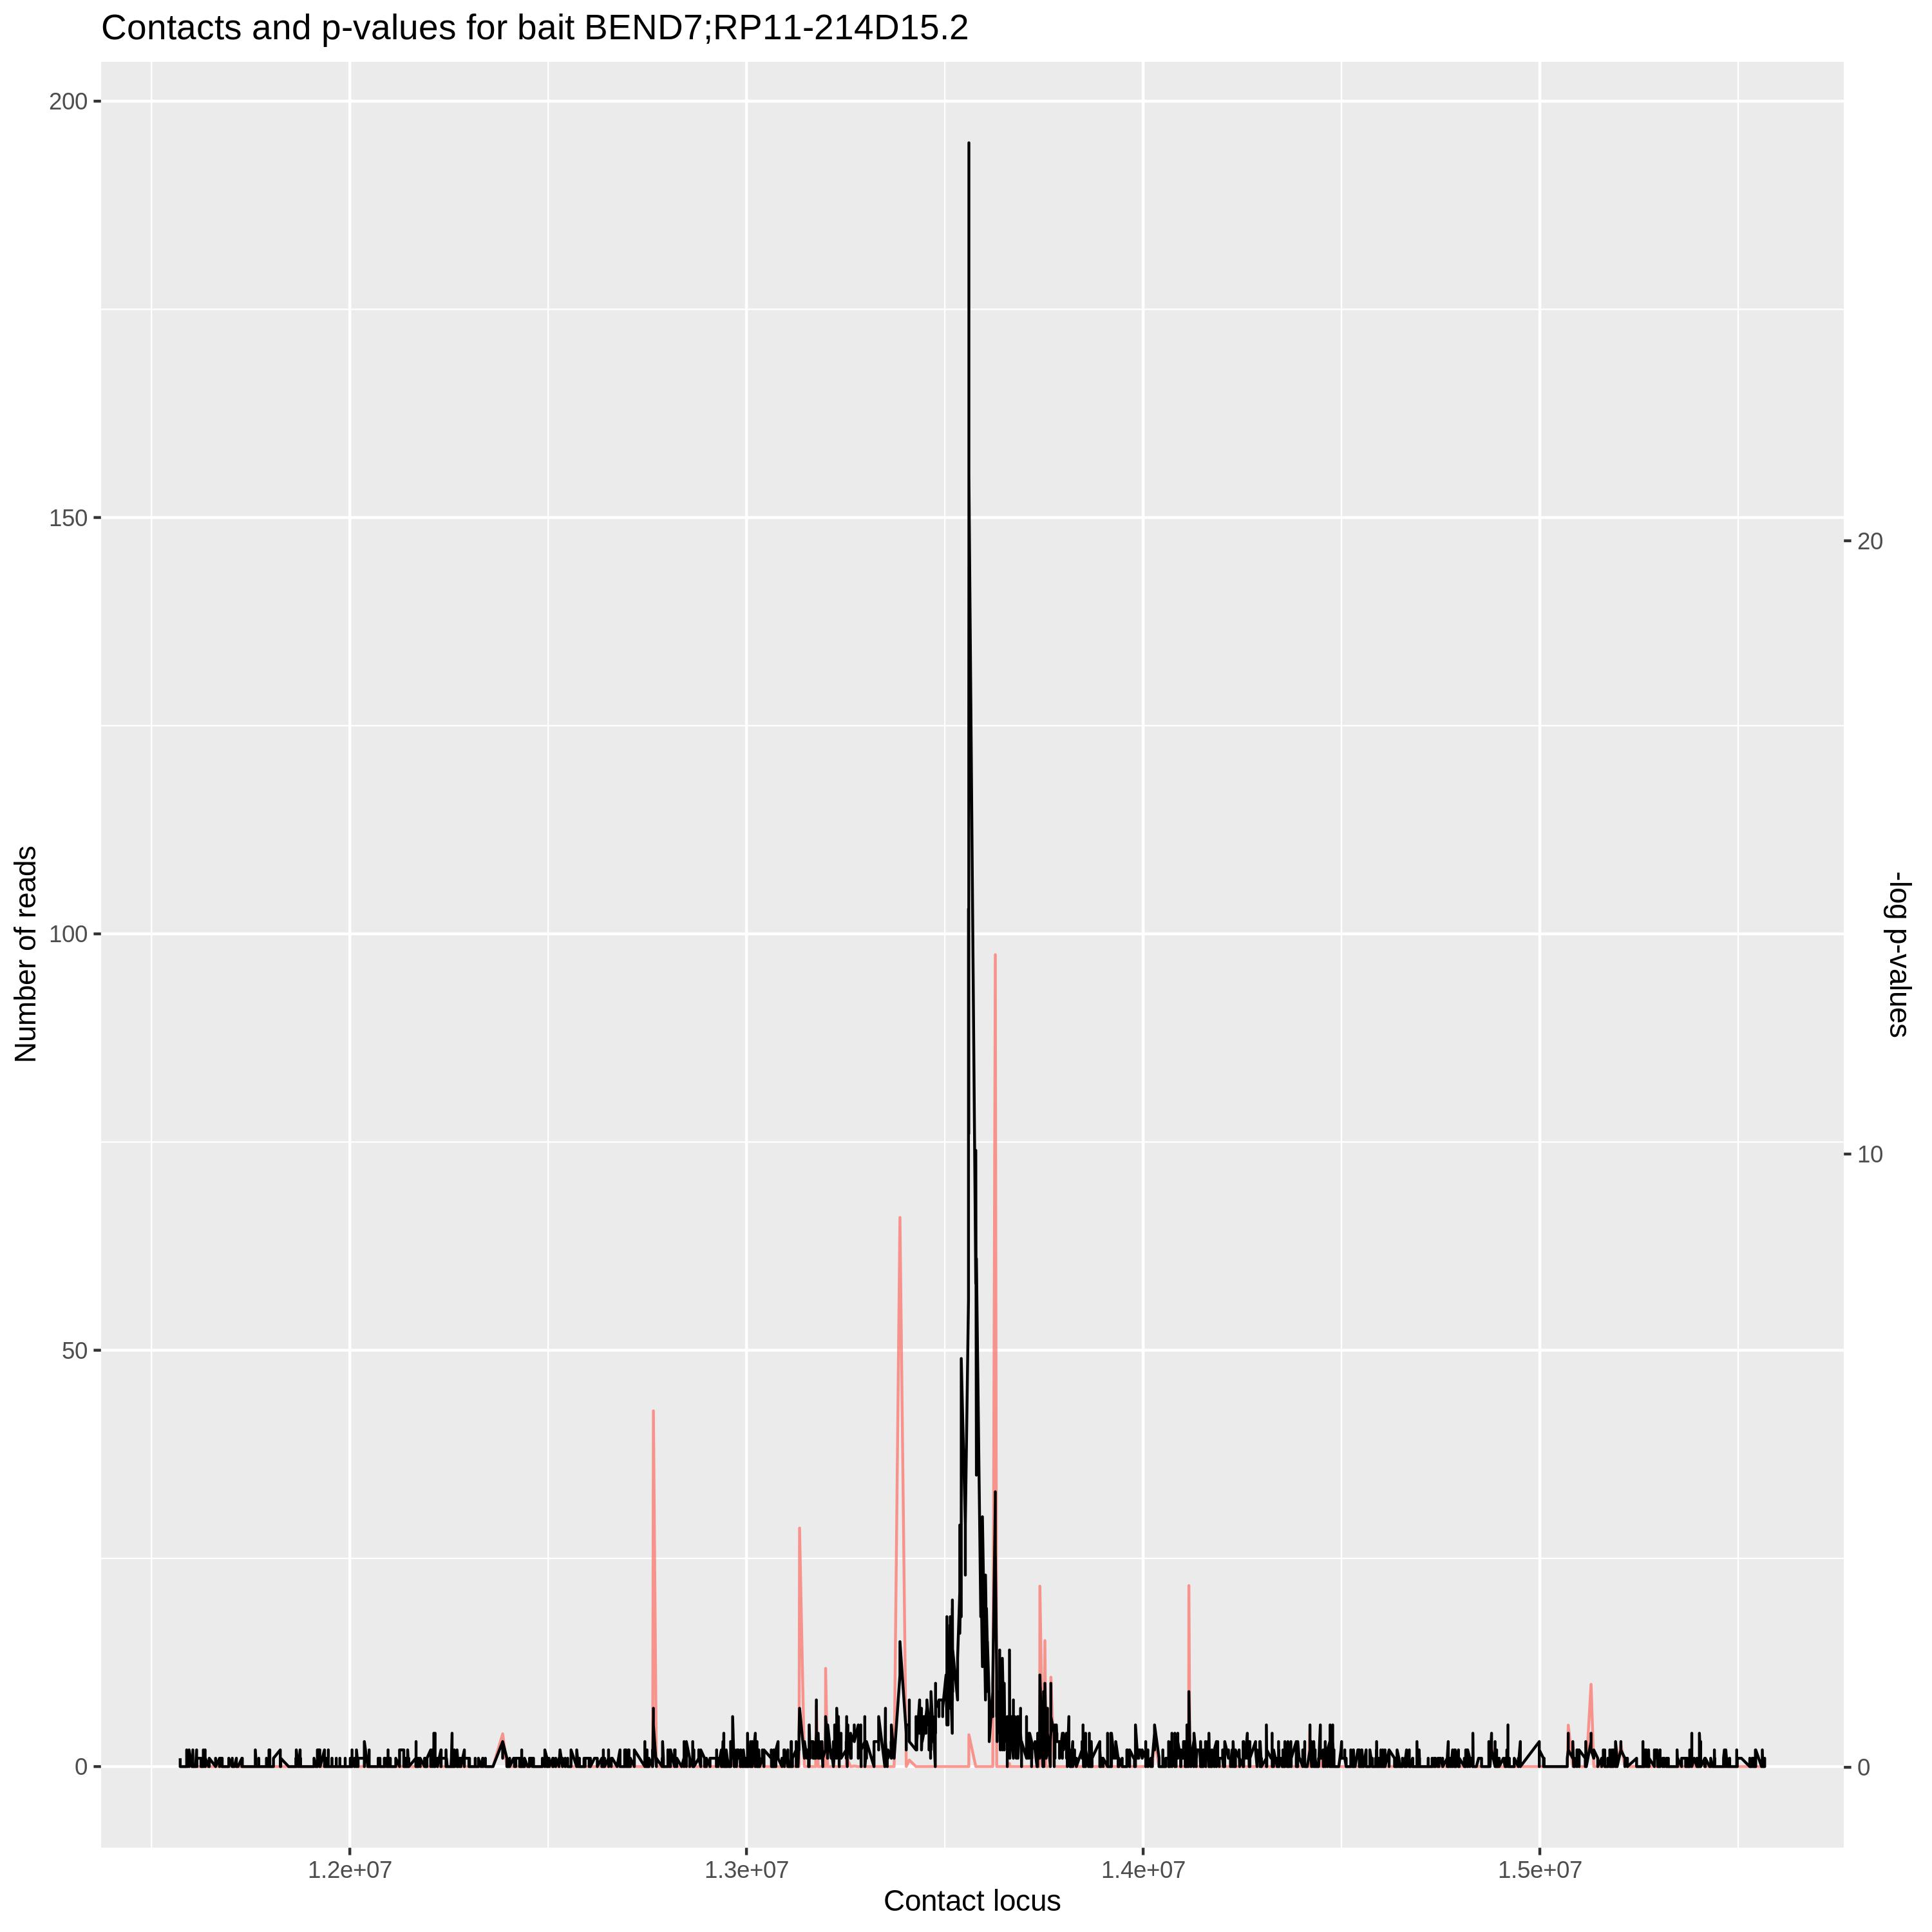 Contacts and p-values for bait BEND7;RP11-214D15.2
200
150
100
50
0
Number of reads
20
10
0
-log p-values
1.2e+07
1.3e+07
1.4e+07
1.5e+07
Contact locus